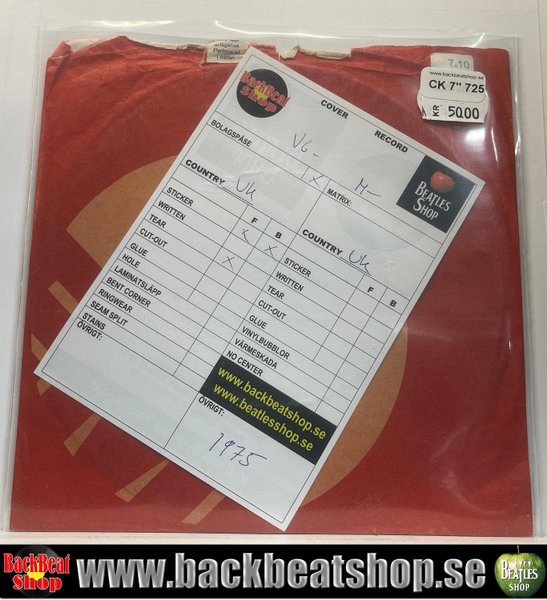 7.10
www.backbeatshop.se
CK 7" 725
KR 50.00
BackBeat
Shop
COVER
RECORD
VG-
M-
BOLAGSPÅSE
X
MATRIX:
BEATLES
SHOP
COUNTRY UK
COUNTRY UK
F B
STICKER X
WRITTEN X
TEAR X
CUT-OUT
GLUE
HOLE
LAMINATSLÄPP
BENT CORNER
RINGWEAR
SEAM SPLIT
STAINS
ÖVRIGT:
F B
STICKER
WRITTEN
TEAR
CUT-OUT
GLUE
VINYLBUBBLOR
VÄRMESKADA
NO CENTER
www.backbeatshop.se
www.beatlesshop.se
ÖVRIGT:
1975
BackBeat
Shop
www.backbeatshop.se
BEATLES
SHOP